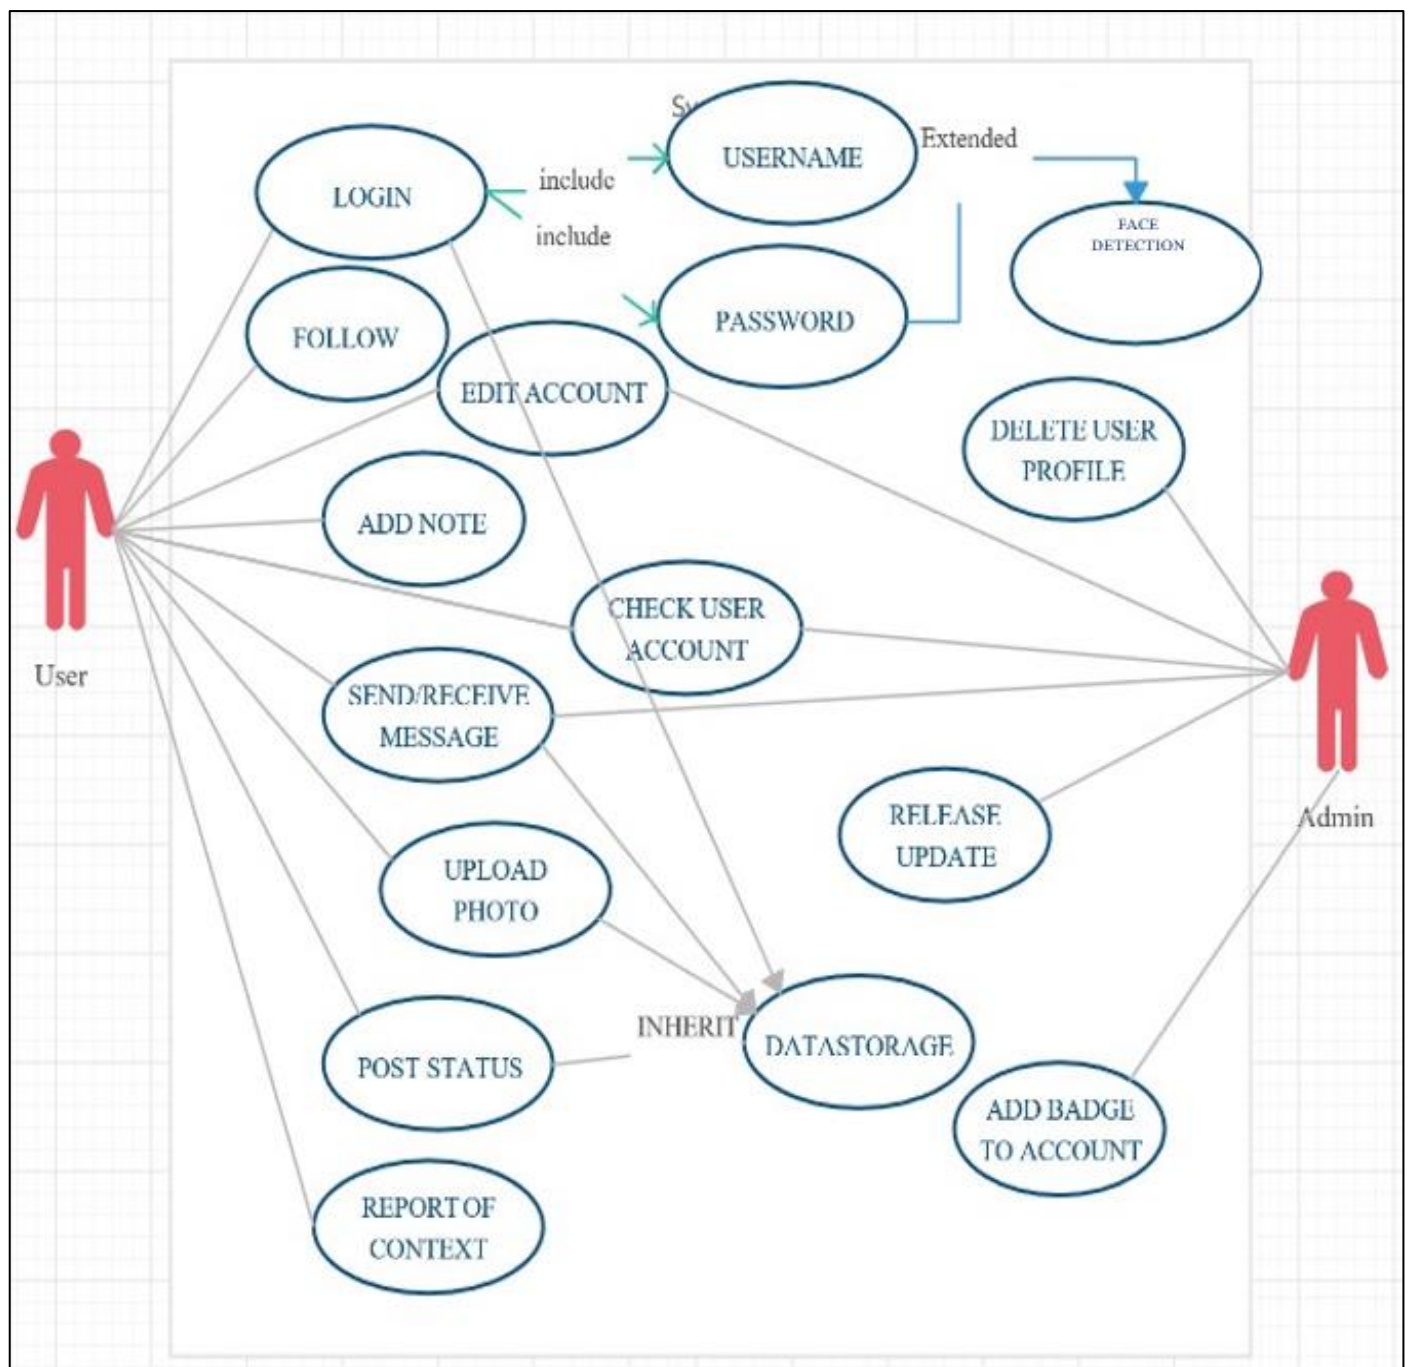 USERNAME
Extended
LOGIN
include
include
FACE
DETECTION
PASSWORD
FOLLOW
EDIT ACCOUNT
DELETE USER
PROFILE
ADD NOTE
CHECK USER
ACCOUNT
User
SEND/RECEIVE
MESSAGE
RELEASE
UPDATE
Admin
UPLOAD
PHOTO
INHERIT
DATASTORAGE
POST STATUS
ADD BADGE
TO ACCOUNT
REPORT OF
CONTEXT